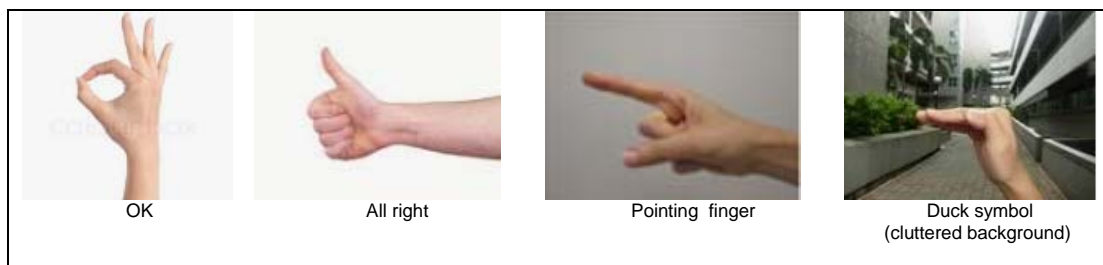 OK
All right
Pointing finger
Duck symbol
(cluttered background)